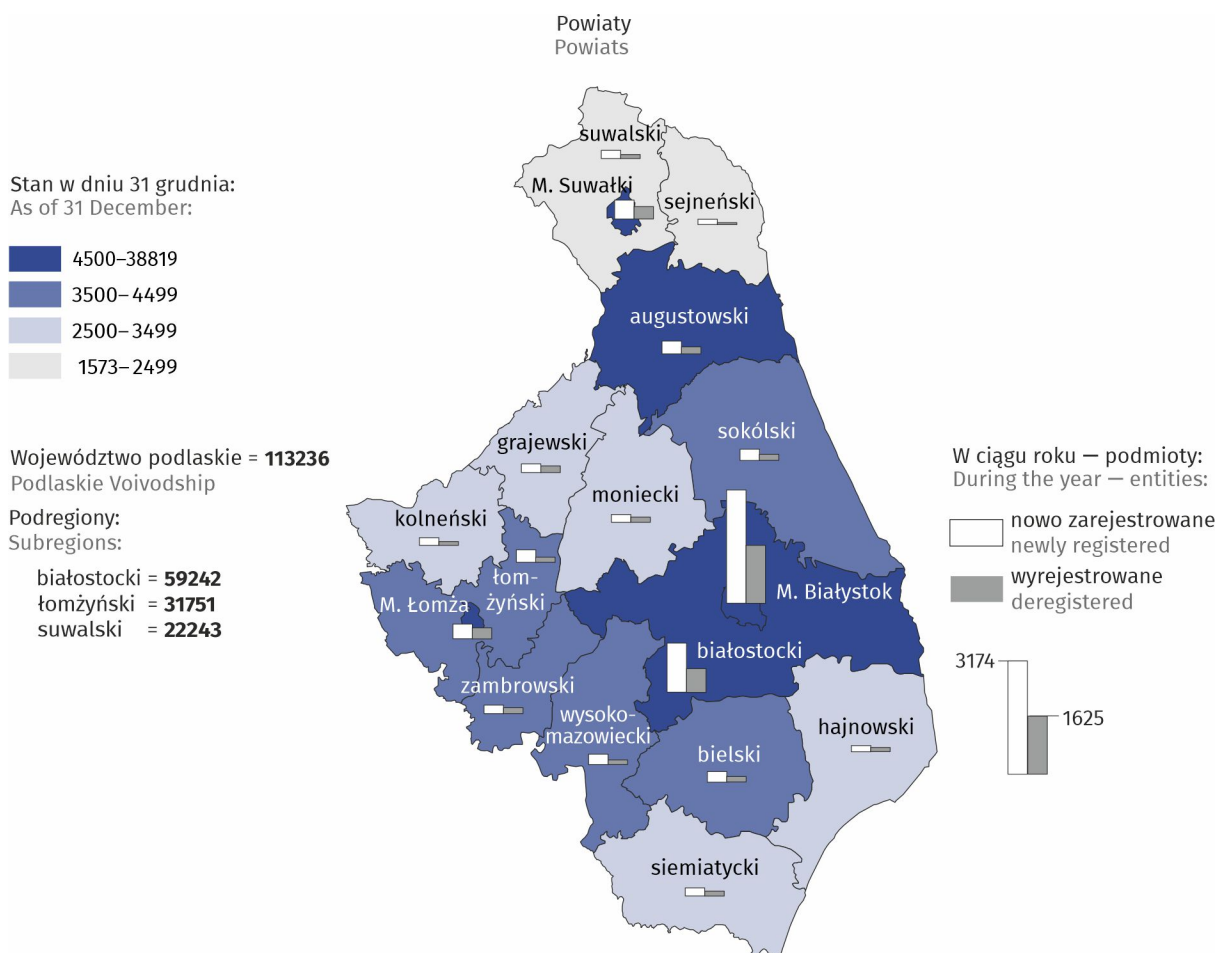 Powiaty
Powiats
Stan w dniu 31 grudnia:
As of 31 December:
4500–38819
3500–4499
2500–3499
1573–2499
Województwo podlaskie = 113236
Podlaskie Voivodship
Podregiony:
Subregions:
białostocki = 59242
łomżyński = 31751
suwalski = 22243
suwalski
M. Suwałki
sejneński
augustowski
sokólski
grajewski
moniecki
kolneński
łom-
żyński
M. Łomża
M. Białystok
białostocki
zambrowski
wysoko-
mazowiecki
bielski
hajnowski
siemiatycki
W ciągu roku — podmioty:
During the year — entities:
nowo zarejestrowane
newly registered
wyrejestrowane
deregistered
3174
1625